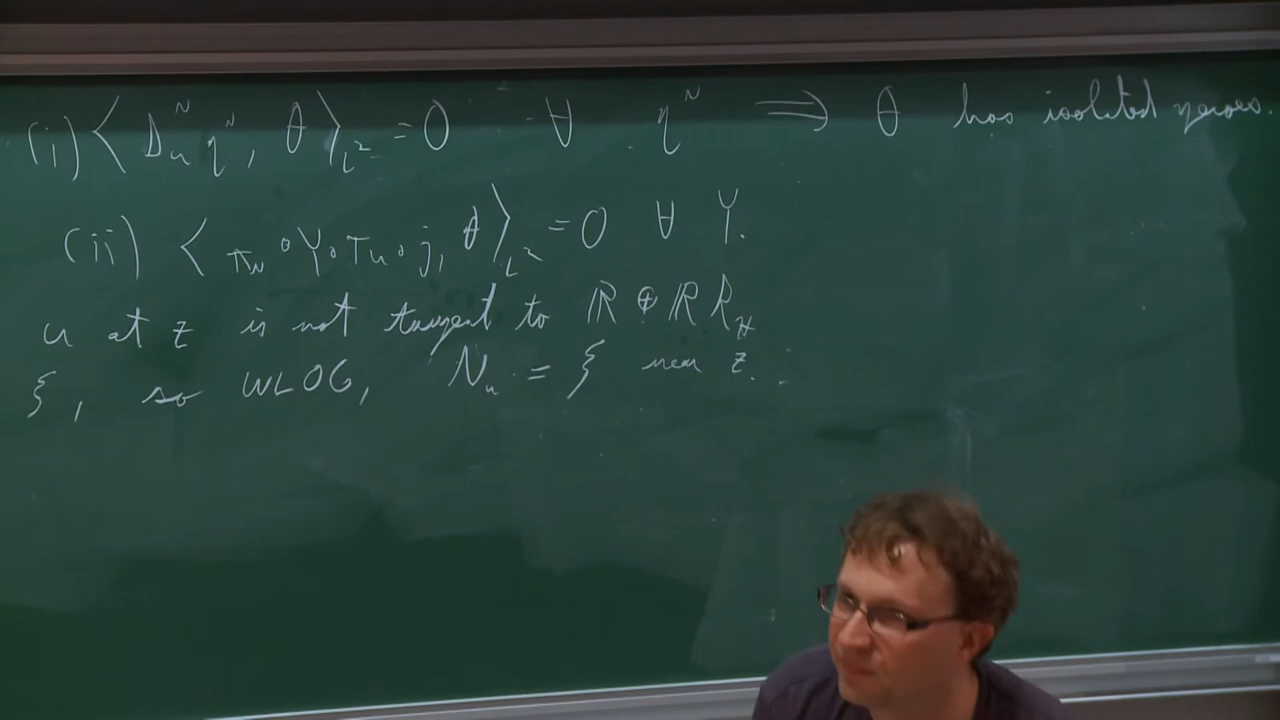 (i) ⟨ D_u^N η^N, θ ⟩_{L²} = 0 ∀ η^N ⟹ θ has isolated zeroes.
(ii) ⟨ π_N ∘ Y ∘ Tu ∘ j, θ ⟩_{L²} = 0 ∀ Y.
u at z is not tangent to ℝ ⊕ ℝ R_ℋ
ξ, so WLOG, N_u = ξ near z.